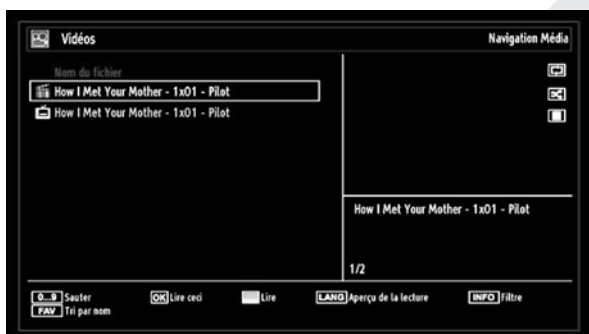 Vidéos
Navigation Média
Nom du fichier
How I Met Your Mother - 1x01 - Pilot
How I Met Your Mother - 1x01 - Pilot
How I Met Your Mother - 1x01 - Pilot
1/2
0...9 Sauter
OK Lire ceci
Lire
LANG Aperçu de la lecture
INFO Filtre
FAV Tri par nom